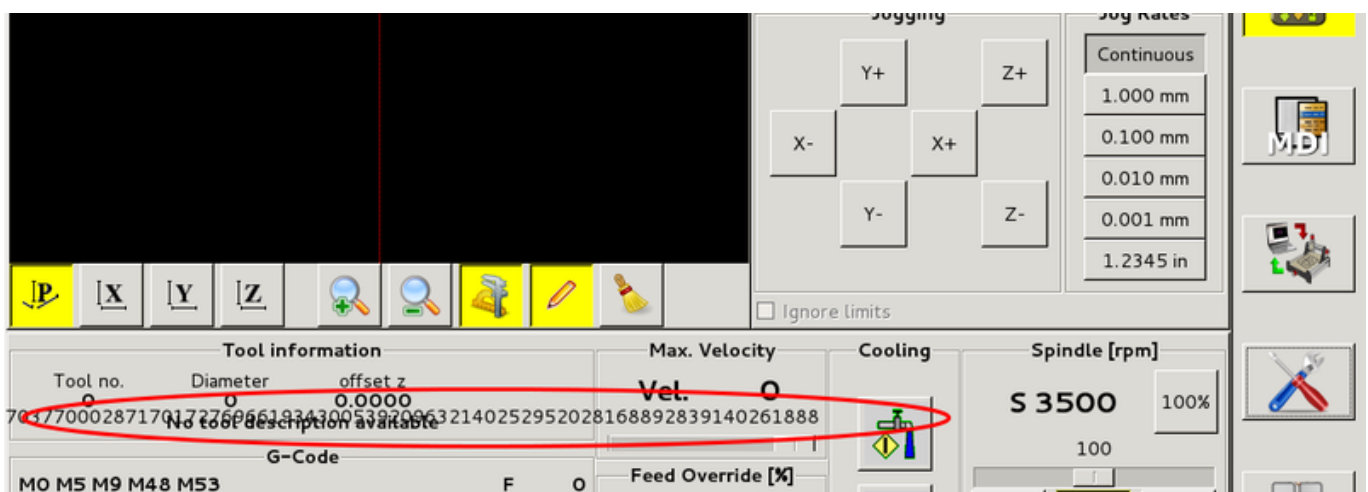 Jogging
Jog Rates
Continuous
Y+
Z+
1.000 mm
MDI
X-
X+
0.100 mm
0.010 mm
Y-
Z-
0.001 mm
1.2345 in
P
X
Y
Z
Ignore limits
Tool information
Max. Velocity
Cooling
Spindle [rpm]
Tool no.
Diameter
offset z
0
0
0.0000
Vel.
0
S 3500
100%
No tool description available
100
G-Code
Feed Override [%]
M0 M5 M9 M48 M53
F
0